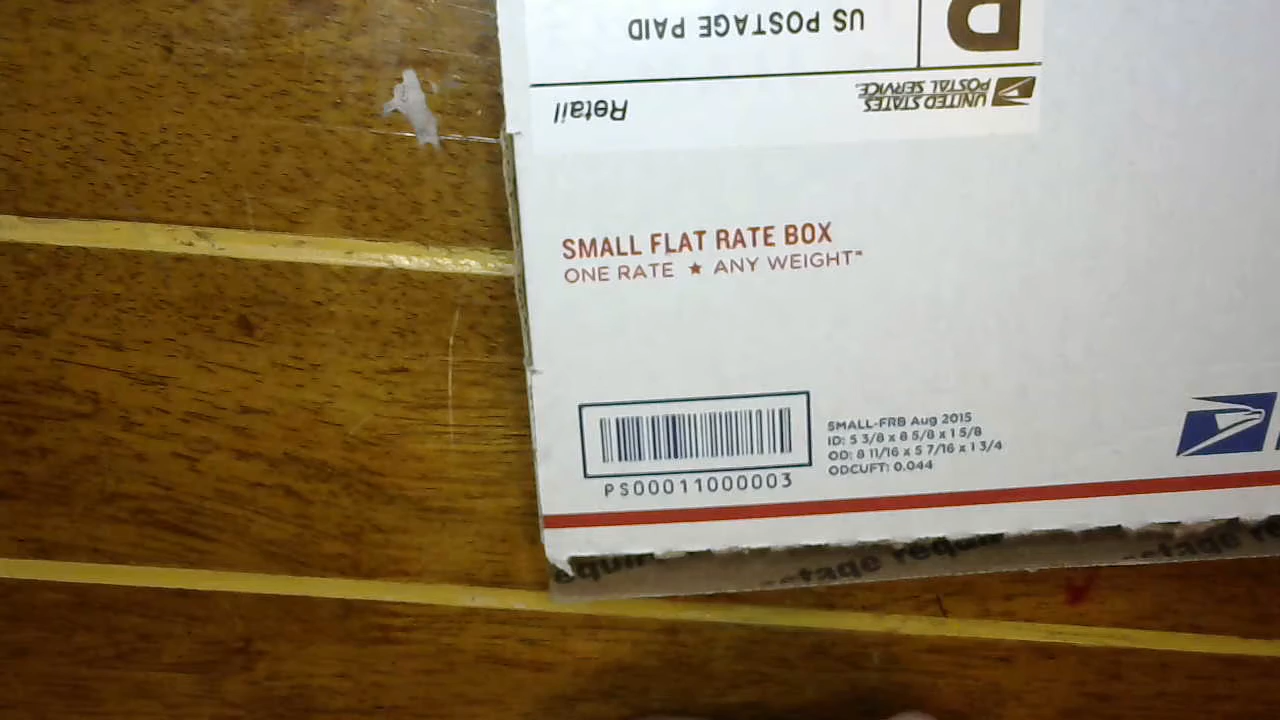 US POSTAGE PAID
P
Retail
UNITED STATES
POSTAL SERVICE
SMALL FLAT RATE BOX
ONE RATE ★ ANY WEIGHT™
SMALL-FRB Aug 2015
ID: 5 3/8 x 8 5/8 x 1 5/8
OD: 8 11/16 x 5 7/16 x 1 3/4
ODCUFT: 0.044
PS00011000003